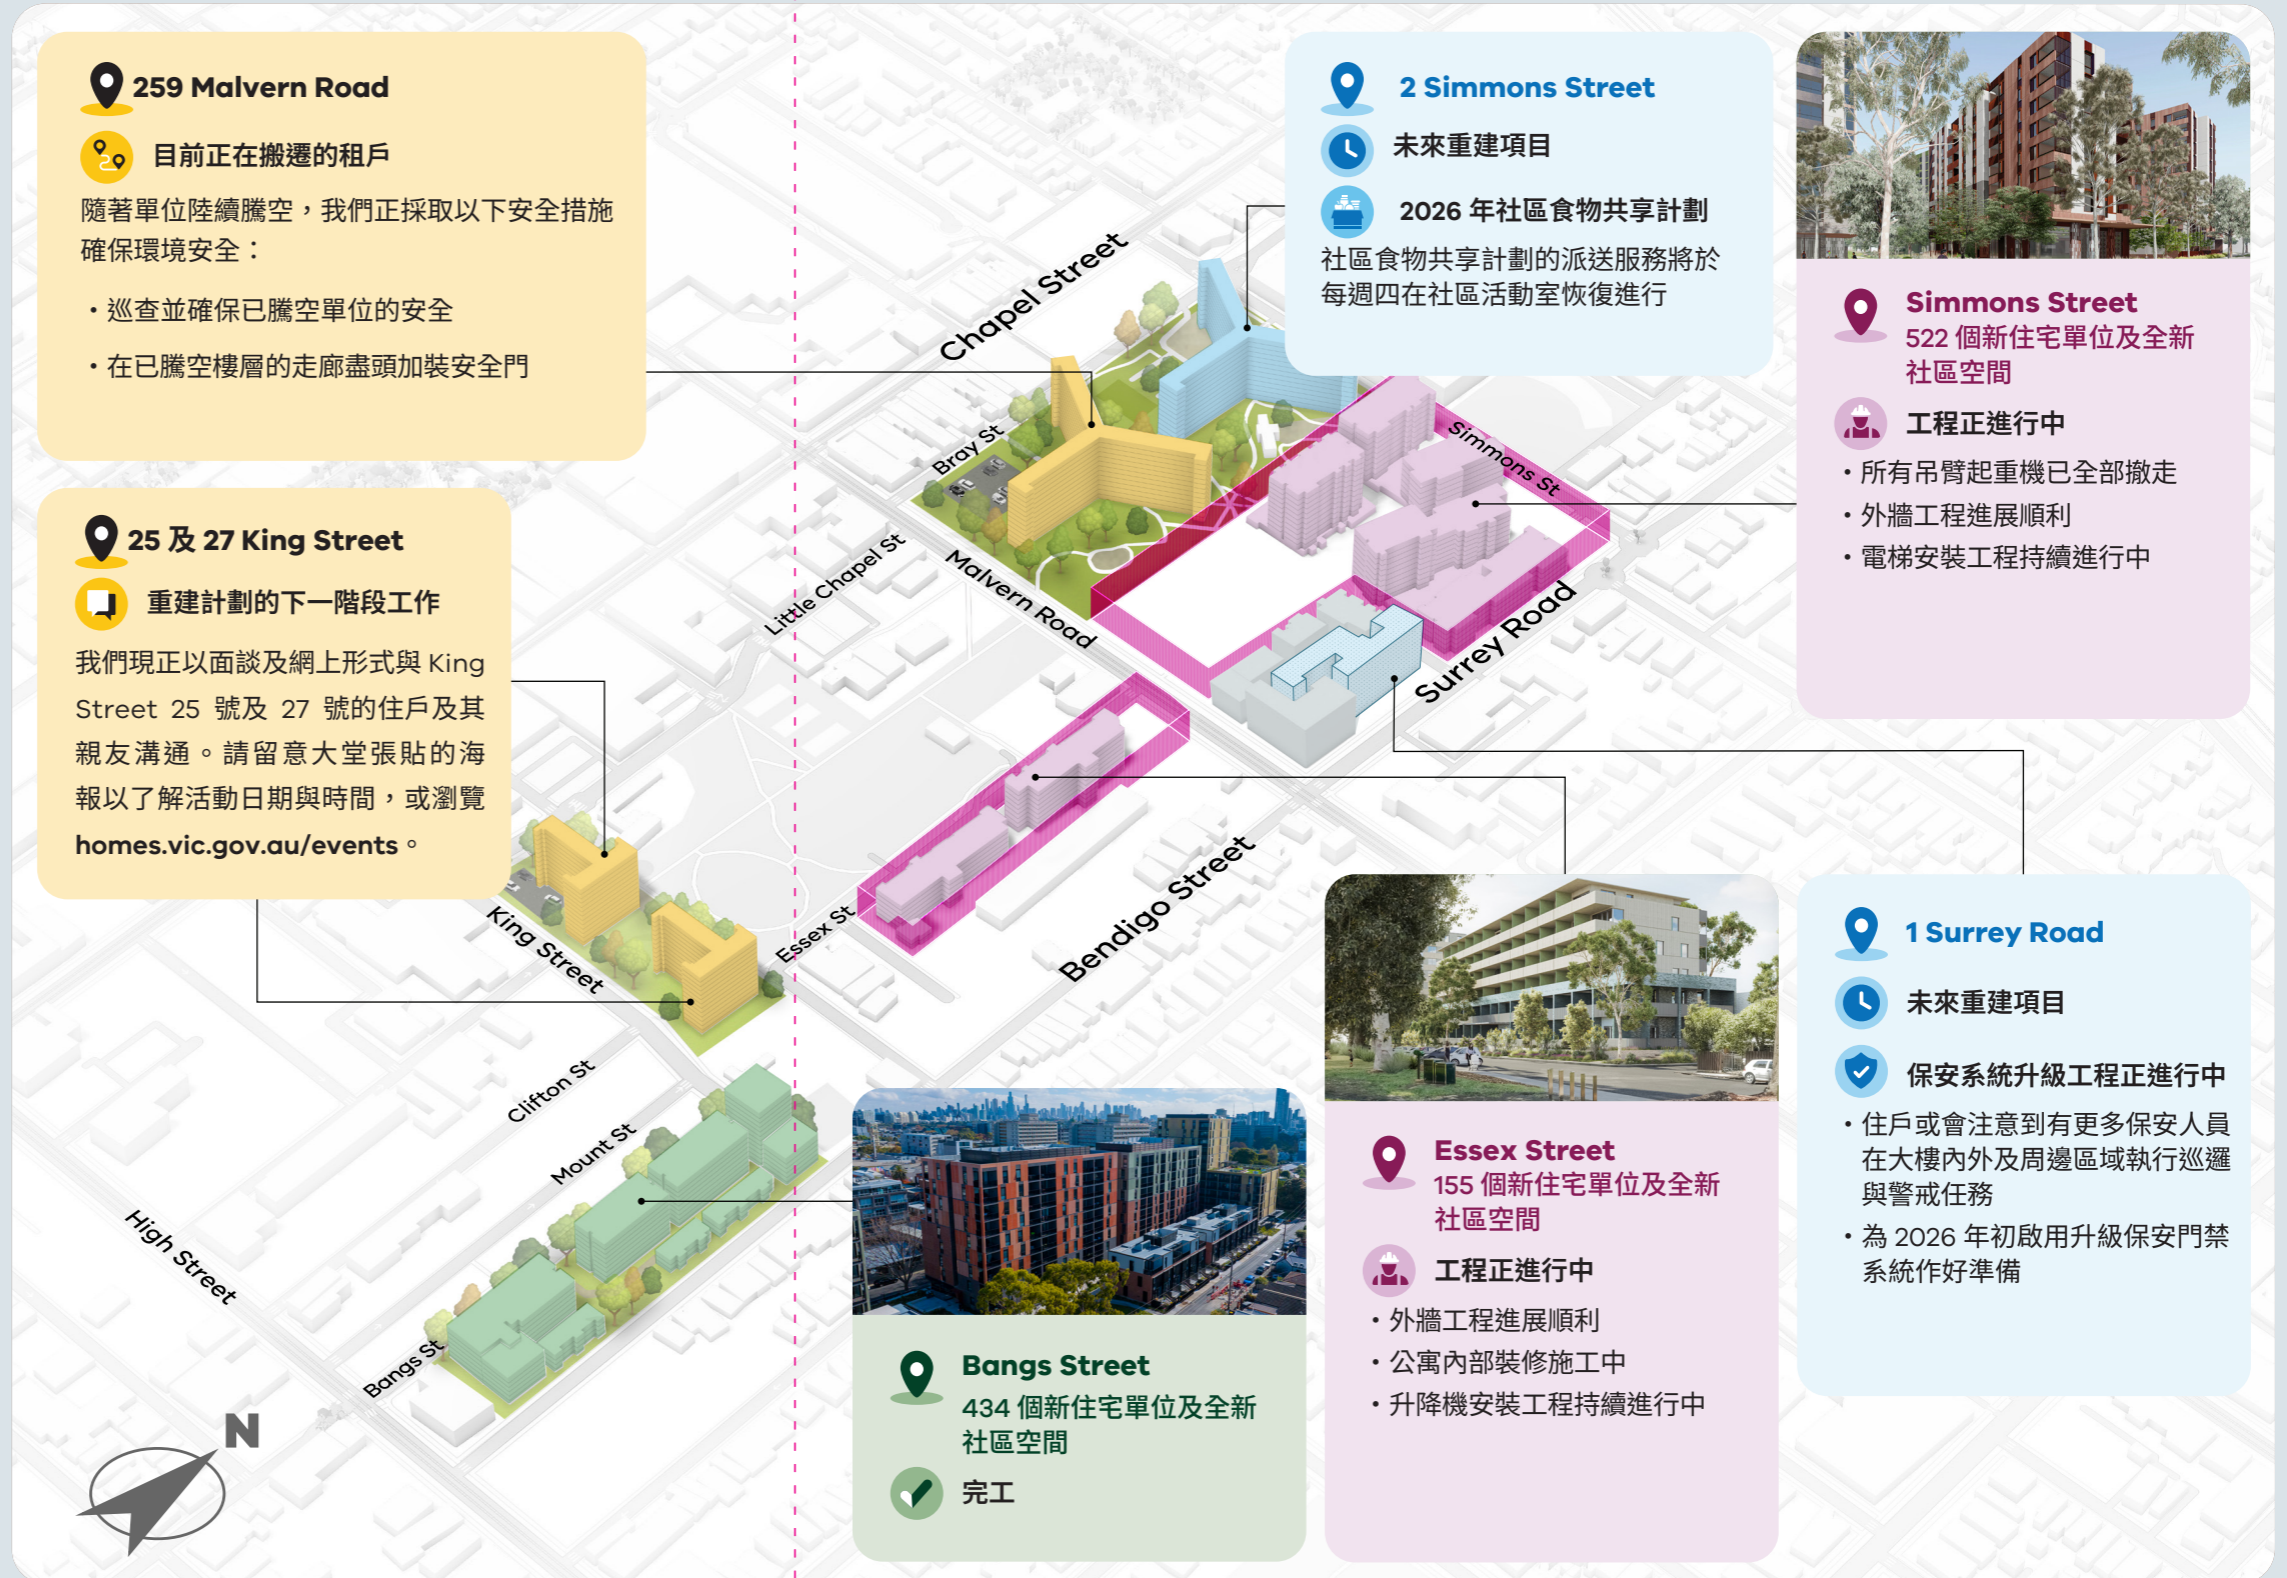 259 Malvern Road
目前正在搬遷的租戶
隨著單位陸續騰空，我們正採取以下安全措施
確保環境安全：
・巡查並確保已騰空單位的安全
・在已騰空樓層的走廊盡頭加裝安全門
25 及 27 King Street
重建計劃的下一階段工作
我們現正以面談及網上形式與 King
Street 25 號及 27 號的住戶及其
親友溝通。請留意大堂張貼的海
報以了解活動日期與時間，或瀏覽
homes.vic.gov.au/events。
2 Simmons Street
未來重建項目
2026 年社區食物共享計劃
社區食物共享計劃的派送服務將於
每週四在社區活動室恢復進行
Simmons Street
522 個新住宅單位及全新
社區空間
工程正進行中
・所有吊臂起重機已全部撤走
・外牆工程進展順利
・電梯安裝工程持續進行中
Chapel Street
Bray St
Simmons St
Little Chapel St
Malvern Road
Surrey Road
Bendigo Street
Essex St
King Street
Clifton St
Mount St
High Street
Bangs St
N
Bangs Street
434 個新住宅單位及全新
社區空間
完工
Essex Street
155 個新住宅單位及全新
社區空間
工程正進行中
・外牆工程進展順利
・公寓內部裝修施工中
・升降機安裝工程持續進行中
1 Surrey Road
未來重建項目
保安系統升級工程正進行中
・住戶或會注意到有更多保安人員
在大樓內外及周邊區域執行巡邏
與警戒任務
・為 2026 年初啟用升級保安門禁
系統作好準備